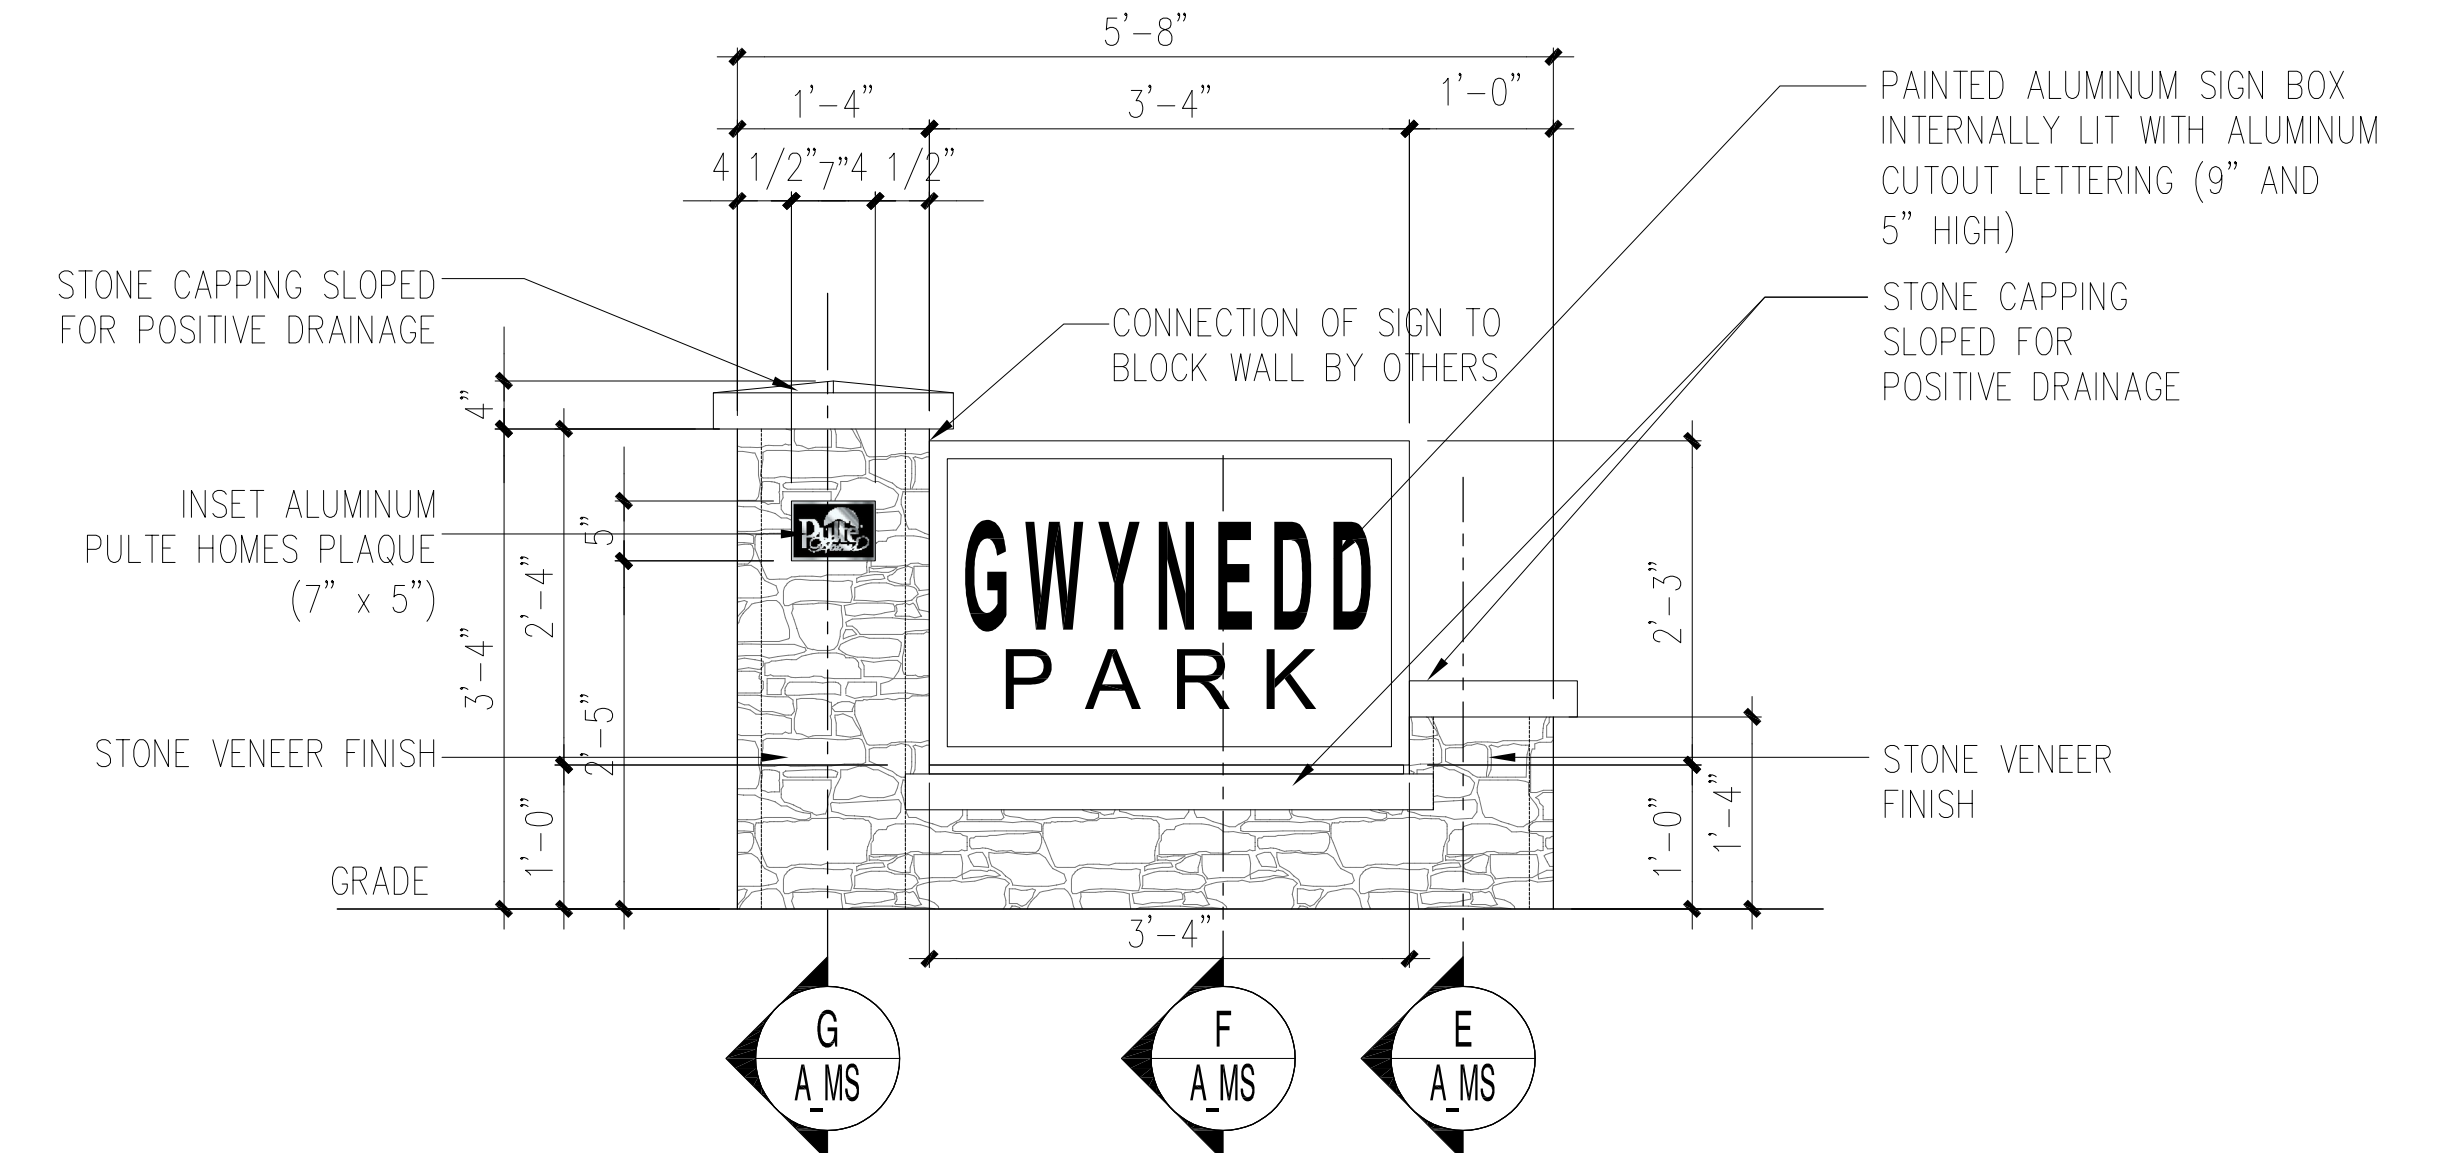 5'-8"
1'-4"
3'-4"
1'-0"
4 1/2"
7"
4 1/2"
PAINTED ALUMINUM SIGN BOX
INTERNALLY LIT WITH ALUMINUM
CUTOUT LETTERING (9" AND
5" HIGH)
STONE CAPPING SLOPED
FOR POSITIVE DRAINAGE
CONNECTION OF SIGN TO
BLOCK WALL BY OTHERS
STONE CAPPING
SLOPED FOR
POSITIVE DRAINAGE
4"
INSET ALUMINUM
PULTE HOMES PLAQUE
(7" x 5")
5"
2'-4"
3'-4"
2'-5"
1'-0"
Pulte
Homes
GWYNEDD
PARK
2'-3"
1'-0"
1'-4"
STONE VENEER FINISH
STONE VENEER
FINISH
GRADE
3'-4"
G
A_MS
F
A_MS
E
A_MS